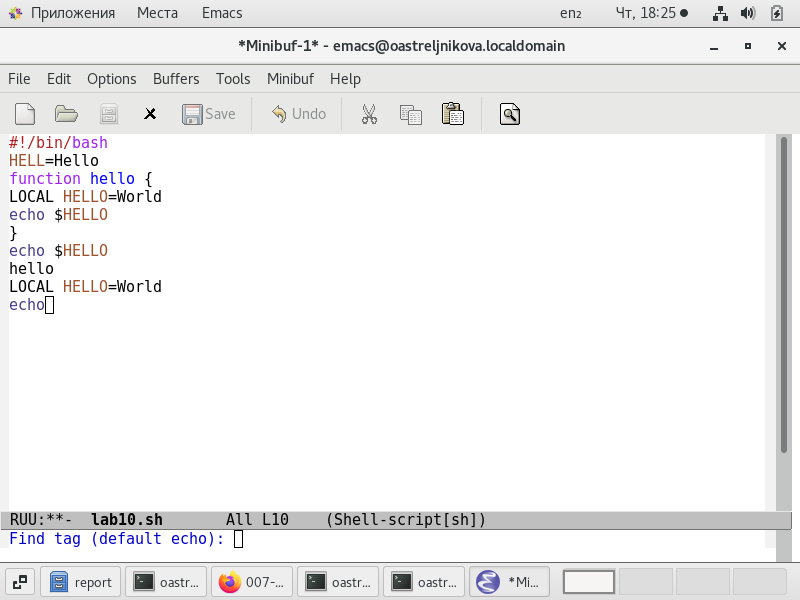 Приложения Места Emacs en₂ Чт, 18:25
*Minibuf-1* - emacs@oastreljnikova.localdomain
File Edit Options Buffers Tools Minibuf Help
Save Undo
#!/bin/bash
HELL=Hello
function hello {
LOCAL HELLO=World
echo $HELLO
}
echo $HELLO
hello
LOCAL HELLO=World
echo
RUU:**- lab10.sh All L10 (Shell-script[sh])
Find tag (default echo):
report oastr... 007-... oastr... oastr... *Mi...